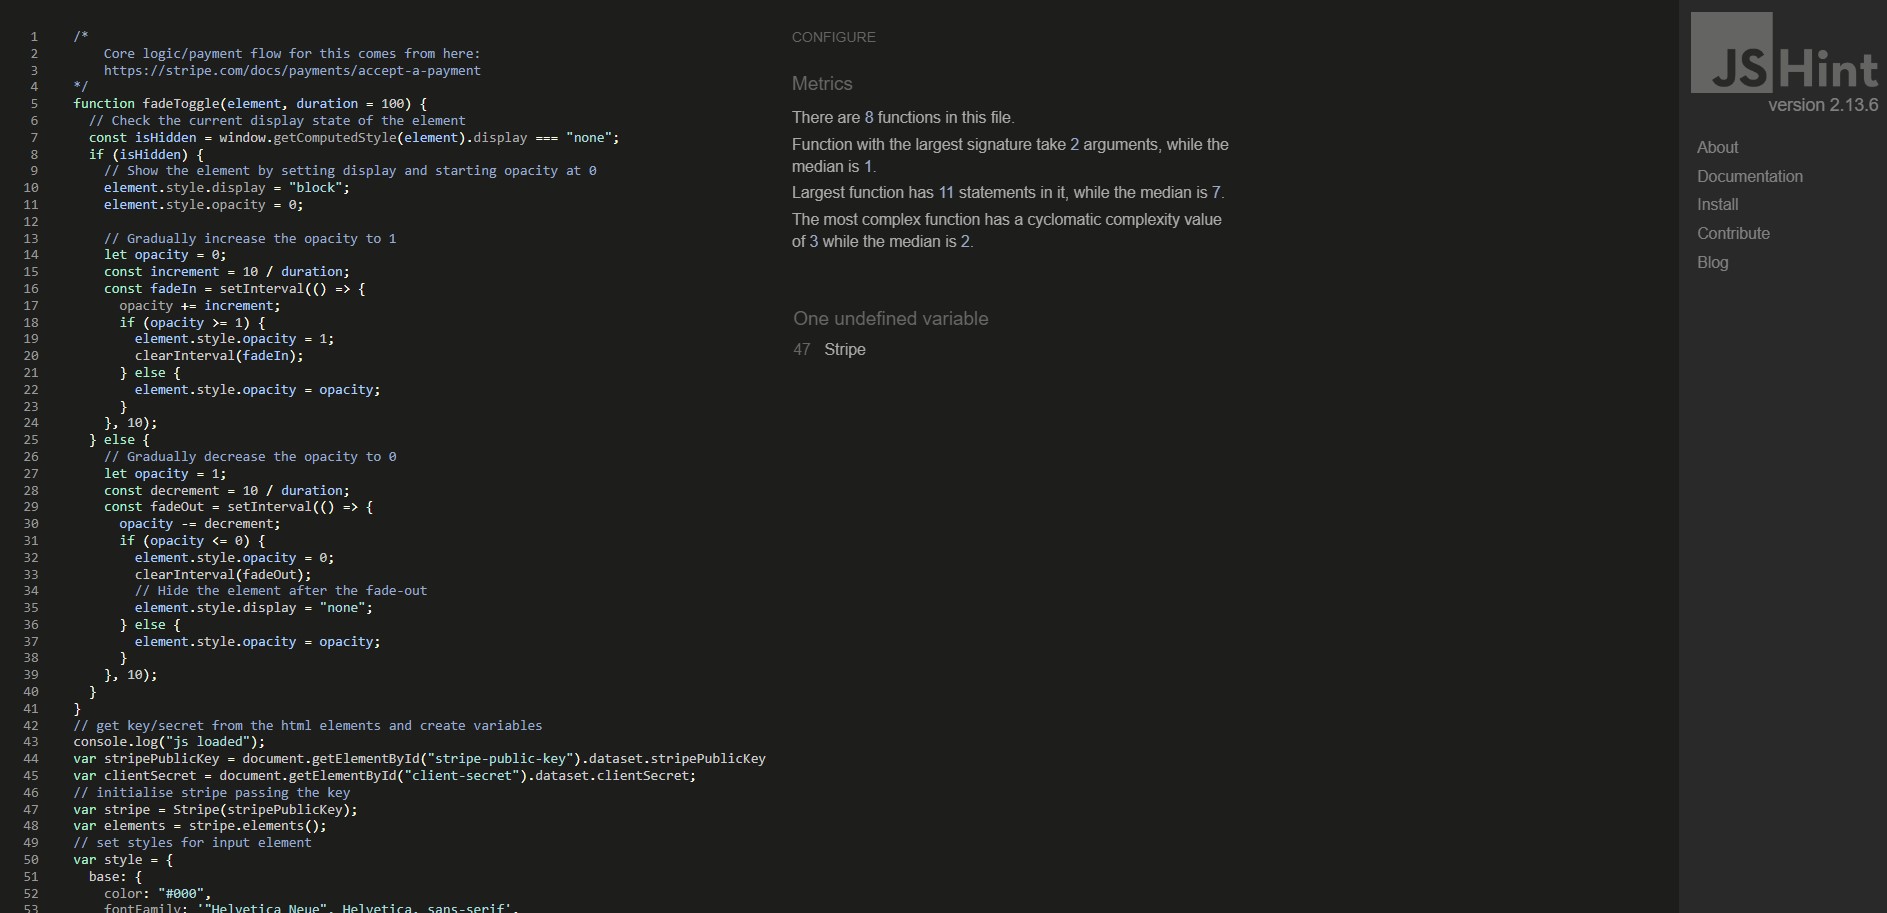 1 /*
2 Core logic/payment flow for this comes from here:
3 https://stripe.com/docs/payments/accept-a-payment
4 */
5 function fadeToggle(element, duration = 100) {
6 // Check the current display state of the element
7 const isHidden = window.getComputedStyle(element).display === "none";
8 if (isHidden) {
9 // Show the element by setting display and starting opacity at 0
10 element.style.display = "block";
11 element.style.opacity = 0;
12
13 // Gradually increase the opacity to 1
14 let opacity = 0;
15 const increment = 10 / duration;
16 const fadeIn = setInterval(() => {
17 opacity += increment;
18 if (opacity >= 1) {
19 element.style.opacity = 1;
20 clearInterval(fadeIn);
21 } else {
22 element.style.opacity = opacity;
23 }
24 }, 10);
25 } else {
26 // Gradually decrease the opacity to 0
27 let opacity = 1;
28 const decrement = 10 / duration;
29 const fadeOut = setInterval(() => {
30 opacity -= decrement;
31 if (opacity <= 0) {
32 element.style.opacity = 0;
33 clearInterval(fadeOut);
34 // Hide the element after the fade-out
35 element.style.display = "none";
36 } else {
37 element.style.opacity = opacity;
38 }
39 }, 10);
40 }
41 }
42 // get key/secret from the html elements and create variables
43 console.log("js loaded");
44 var stripePublicKey = document.getElementById("stripe-public-key").dataset.stripePublicKey
45 var clientSecret = document.getElementById("client-secret").dataset.clientSecret;
46 // initialise stripe passing the key
47 var stripe = Stripe(stripePublicKey);
48 var elements = stripe.elements();
49 // set styles for input element
50 var style = {
51 base: {
52 color: "#000",
53 fontFamily: '"Helvetica Neue", Helvetica, sans-serif',
CONFIGURE
Metrics
There are 8 functions in this file.
Function with the largest signature take 2 arguments, while the
median is 1.
Largest function has 11 statements in it, while the median is 7.
The most complex function has a cyclomatic complexity value
of 3 while the median is 2.
One undefined variable
47 Stripe
JSHint
version 2.13.6
About
Documentation
Install
Contribute
Blog